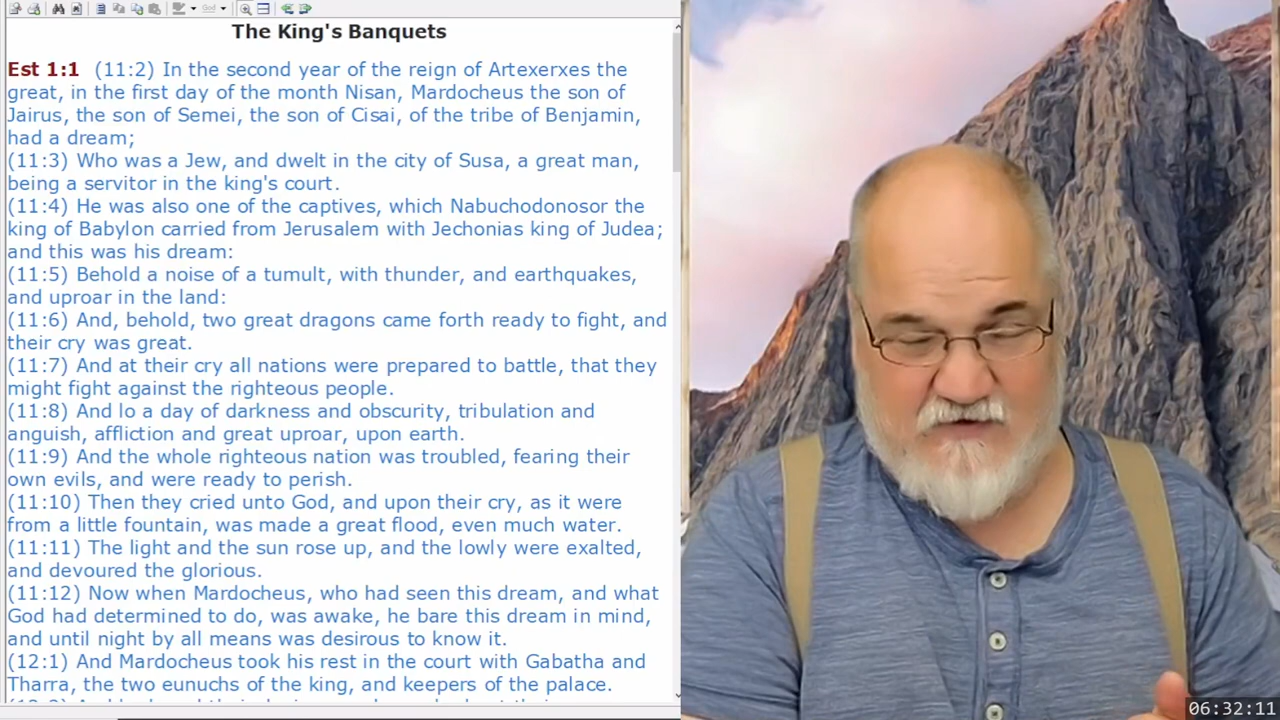 The King's Banquets
Est 1:1 (11:2) In the second year of the reign of Artexerxes the
great, in the first day of the month Nisan, Mardocheus the son of
Jairus, the son of Semei, the son of Cisai, of the tribe of Benjamin,
had a dream;
(11:3) Who was a Jew, and dwelt in the city of Susa, a great man,
being a servitor in the king's court.
(11:4) He was also one of the captives, which Nabuchodonosor the
king of Babylon carried from Jerusalem with Jechonias king of Judea;
and this was his dream:
(11:5) Behold a noise of a tumult, with thunder, and earthquakes,
and uproar in the land:
(11:6) And, behold, two great dragons came forth ready to fight, and
their cry was great.
(11:7) And at their cry all nations were prepared to battle, that they
might fight against the righteous people.
(11:8) And lo a day of darkness and obscurity, tribulation and
anguish, affliction and great uproar, upon earth.
(11:9) And the whole righteous nation was troubled, fearing their
own evils, and were ready to perish.
(11:10) Then they cried unto God, and upon their cry, as it were
from a little fountain, was made a great flood, even much water.
(11:11) The light and the sun rose up, and the lowly were exalted,
and devoured the glorious.
(11:12) Now when Mardocheus, who had seen this dream, and what
God had determined to do, was awake, he bare this dream in mind,
and until night by all means was desirous to know it.
(12:1) And Mardocheus took his rest in the court with Gabatha and
Tharra, the two eunuchs of the king, and keepers of the palace.
06:32:11